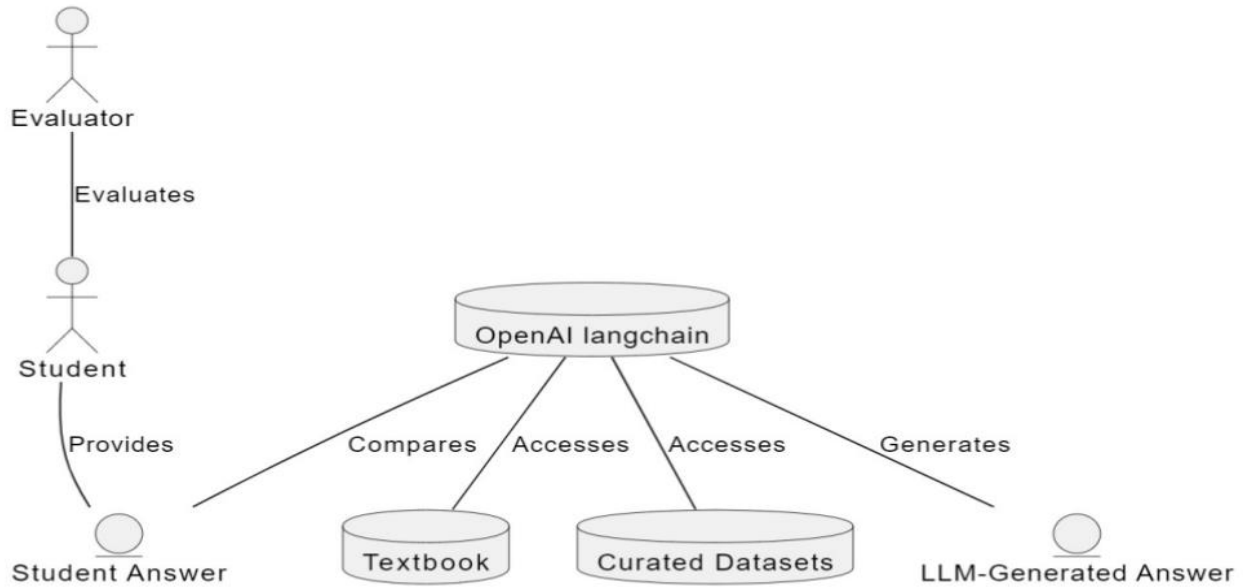 Evaluator
Evaluates
OpenAI langchain
Student
Provides
Compares
Accesses
Accesses
Generates
Student Answer
Textbook
Curated Datasets
LLM-Generated Answer